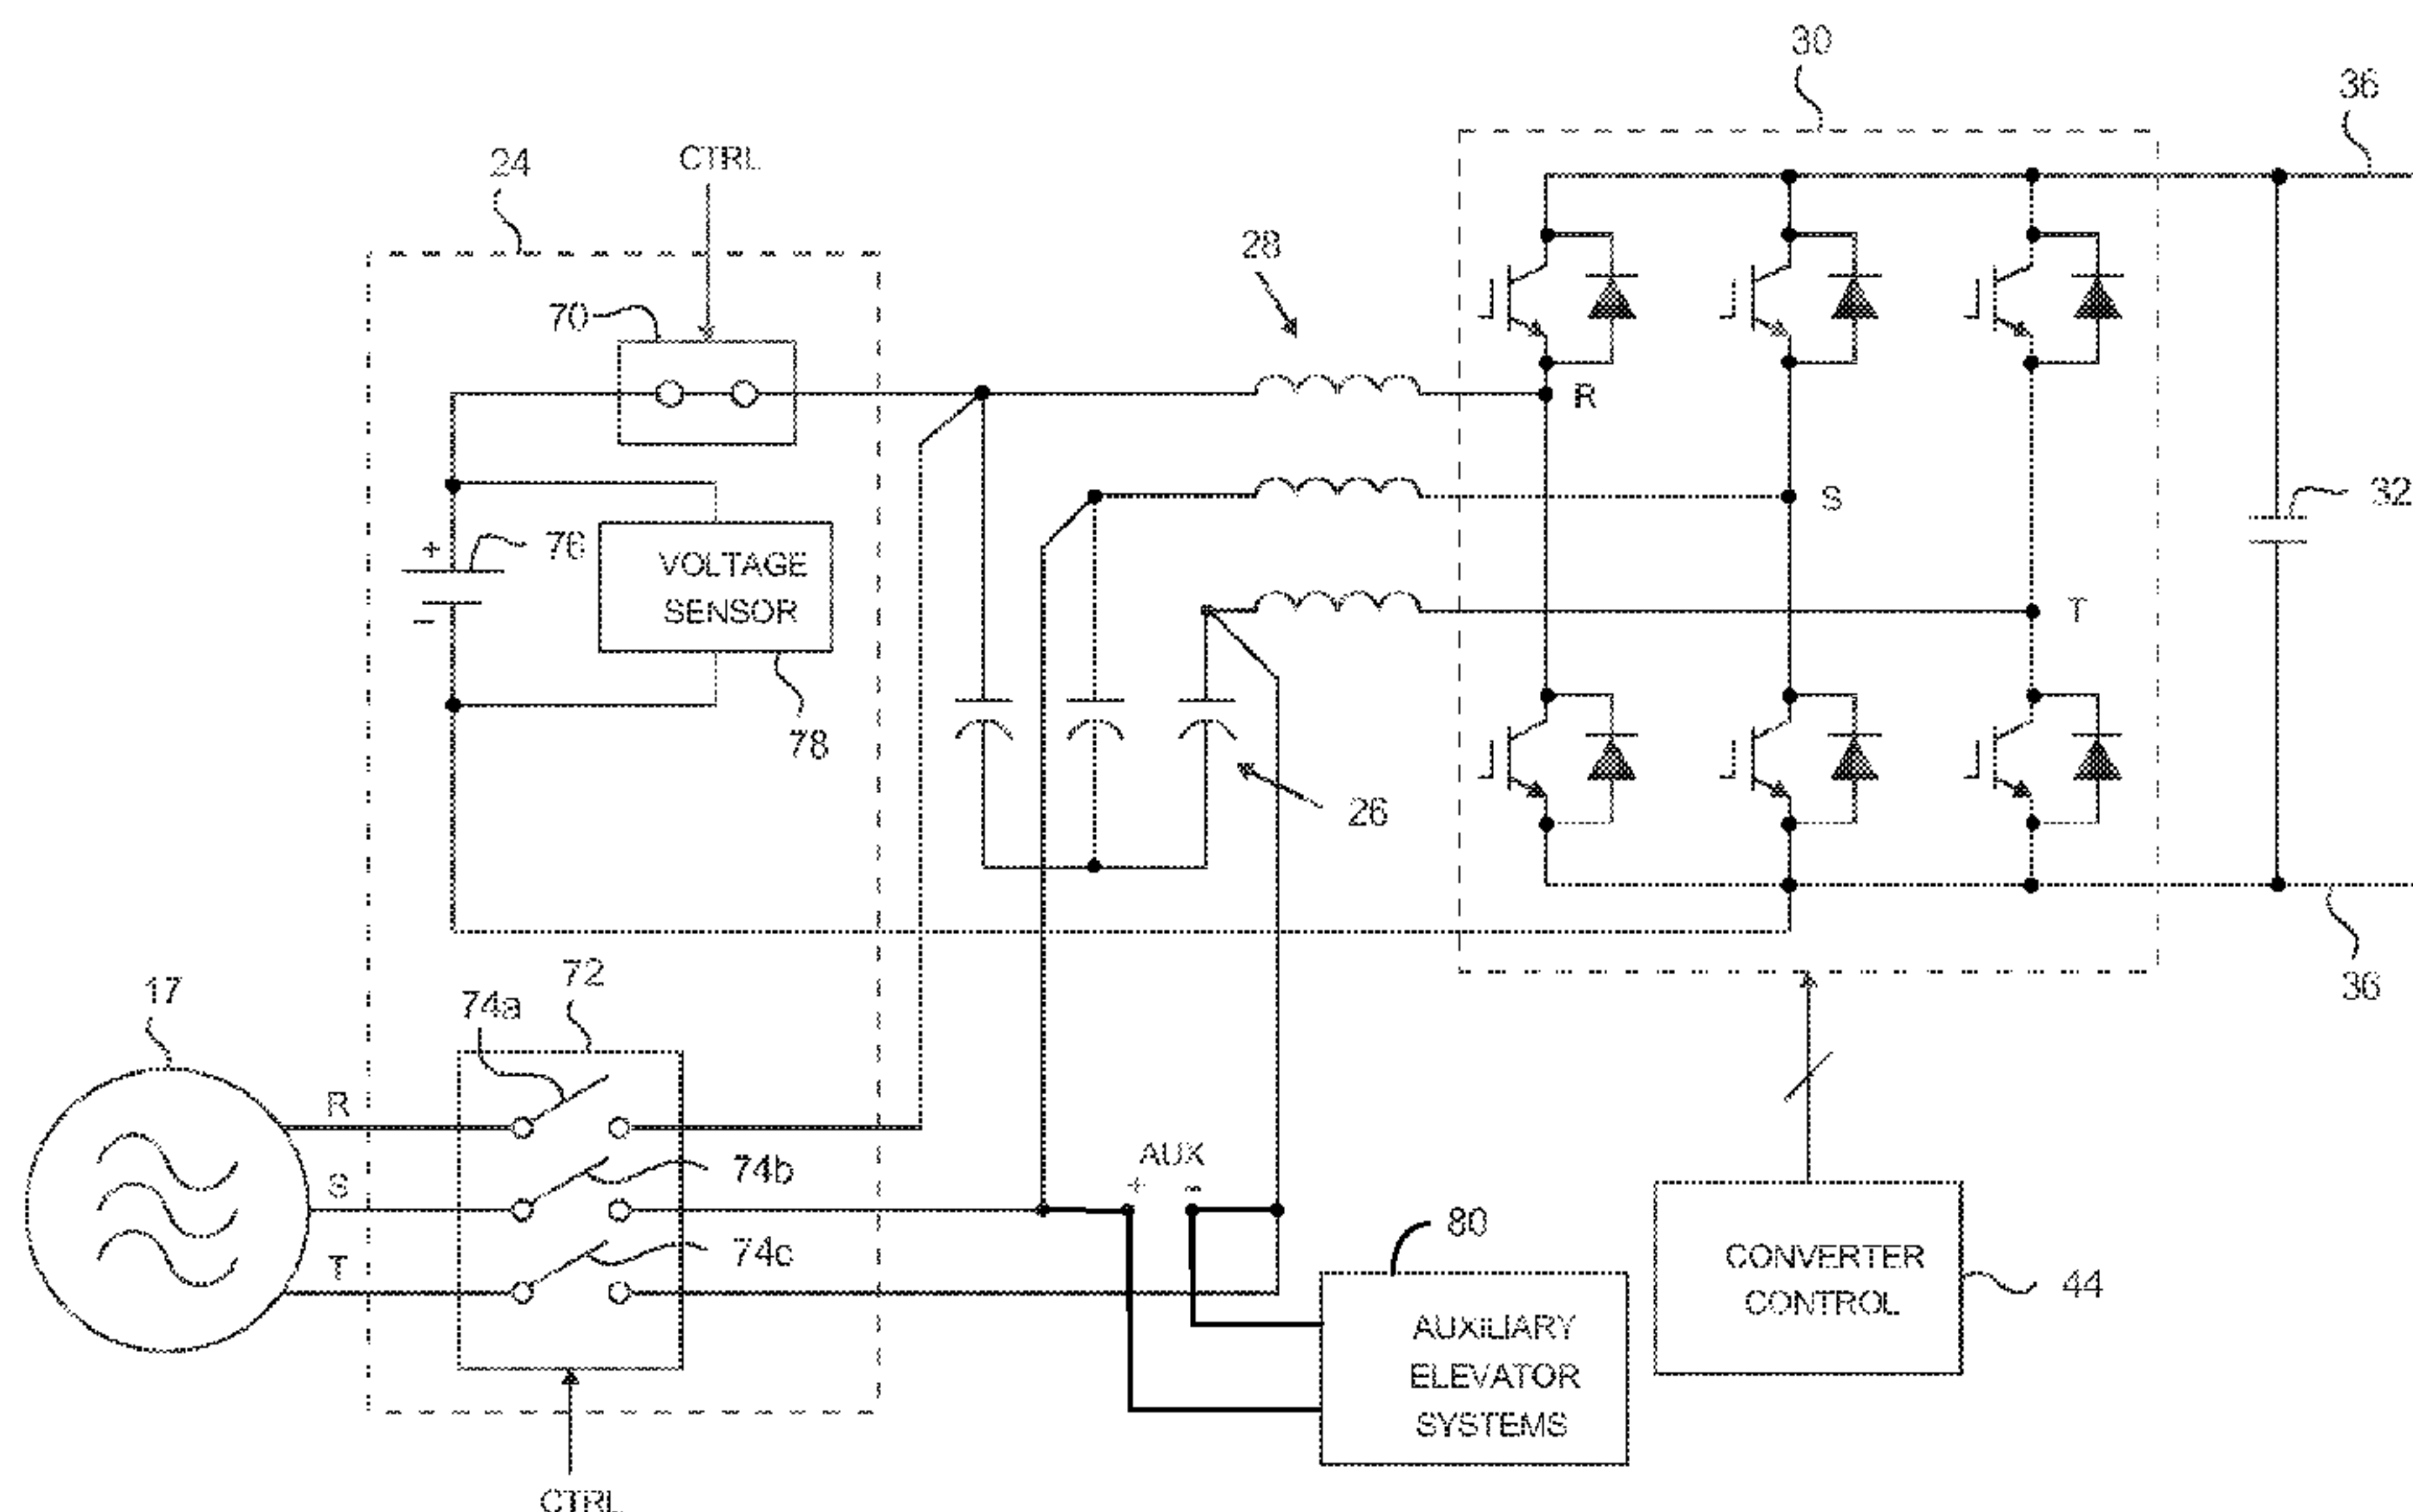 30
36
24
CTRL
28
70
R
S
32
+
76
VOLTAGE
SENSOR
−
T
78
26
17
72
74a
36
R
74b
AUX
S
+
−
80
T
74c
CONVERTER
CONTROL
44
AUXILIARY
ELEVATOR
SYSTEMS
CTRL